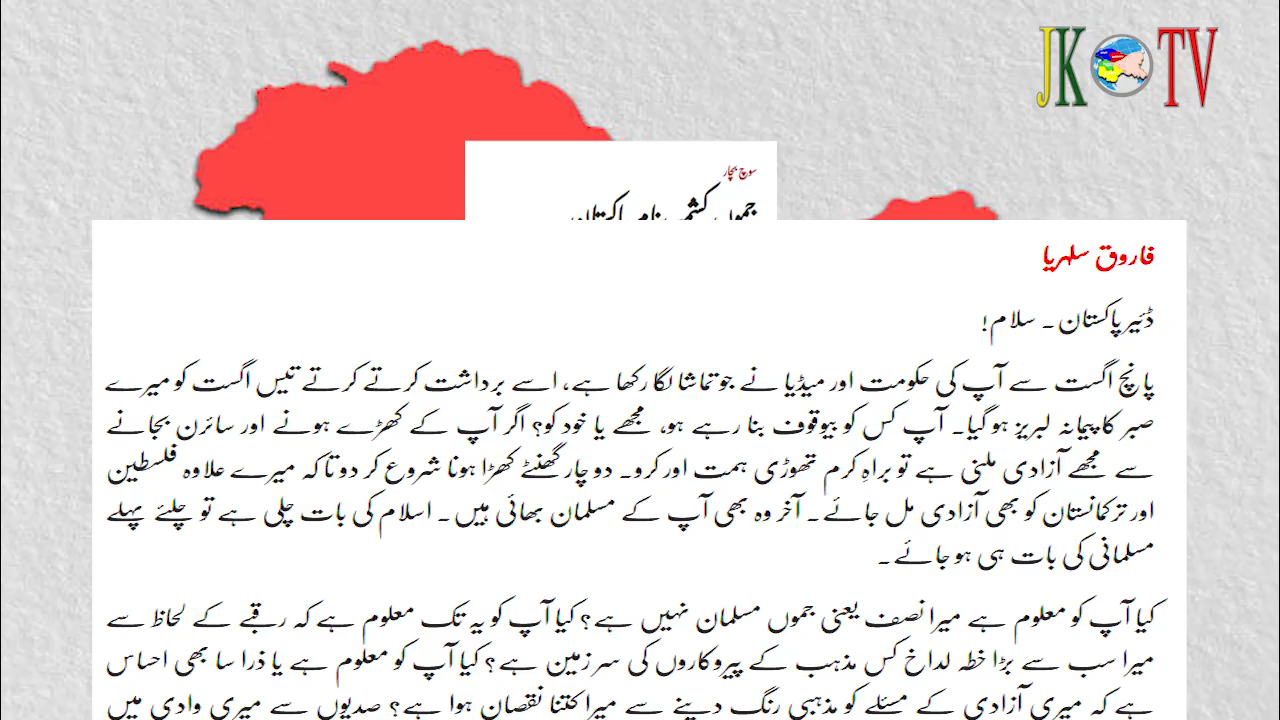 JK TV
سوچ بچار
جموں کشمیر بنام پاکستان
فاروق سلہریا
ڈئیر پاکستان۔ سلام!
پانچ اگست سے آپ کی حکومت اور میڈیا نے جو تماشا لگا رکھا ہے، اسے برداشت کرتے کرتے تیس اگست کو میرے
صبر کا پیمانہ لبریز ہو گیا۔ آپ کس کو بیوقوف بنا رہے ہو، مجھے یا خود کو؟ اگر آپ کے کھڑے ہونے اور سائرن بجانے
سے مجھے آزادی ملنی ہے تو براہِ کرم تھوڑی ہمت اور کرو۔ دو چار گھنٹے کھڑا ہونا شروع کر دو تاکہ میرے علاوہ فلسطین
اور ترکمانستان کو بھی آزادی مل جائے۔ آخر وہ بھی آپ کے مسلمان بھائی ہیں۔ اسلام کی بات چلی ہے تو چلئے پہلے
مسلمانی کی بات ہی ہو جائے۔
کیا آپ کو معلوم ہے میرا نصف یعنی جموں مسلمان نہیں ہے؟ کیا آپ کو یہ تک معلوم ہے کہ رقبے کے لحاظ سے
میرا سب سے بڑا خطہ لداخ کس مذہب کے پیروکاروں کی سرزمین ہے؟ کیا آپ کو معلوم ہے یا ذرا سا بھی احساس
ہے کہ میری آزادی کے مسئلے کو مذہبی رنگ دینے سے میرا کتنا نقصان ہوا ہے؟ صدیوں سے میری وادی میں